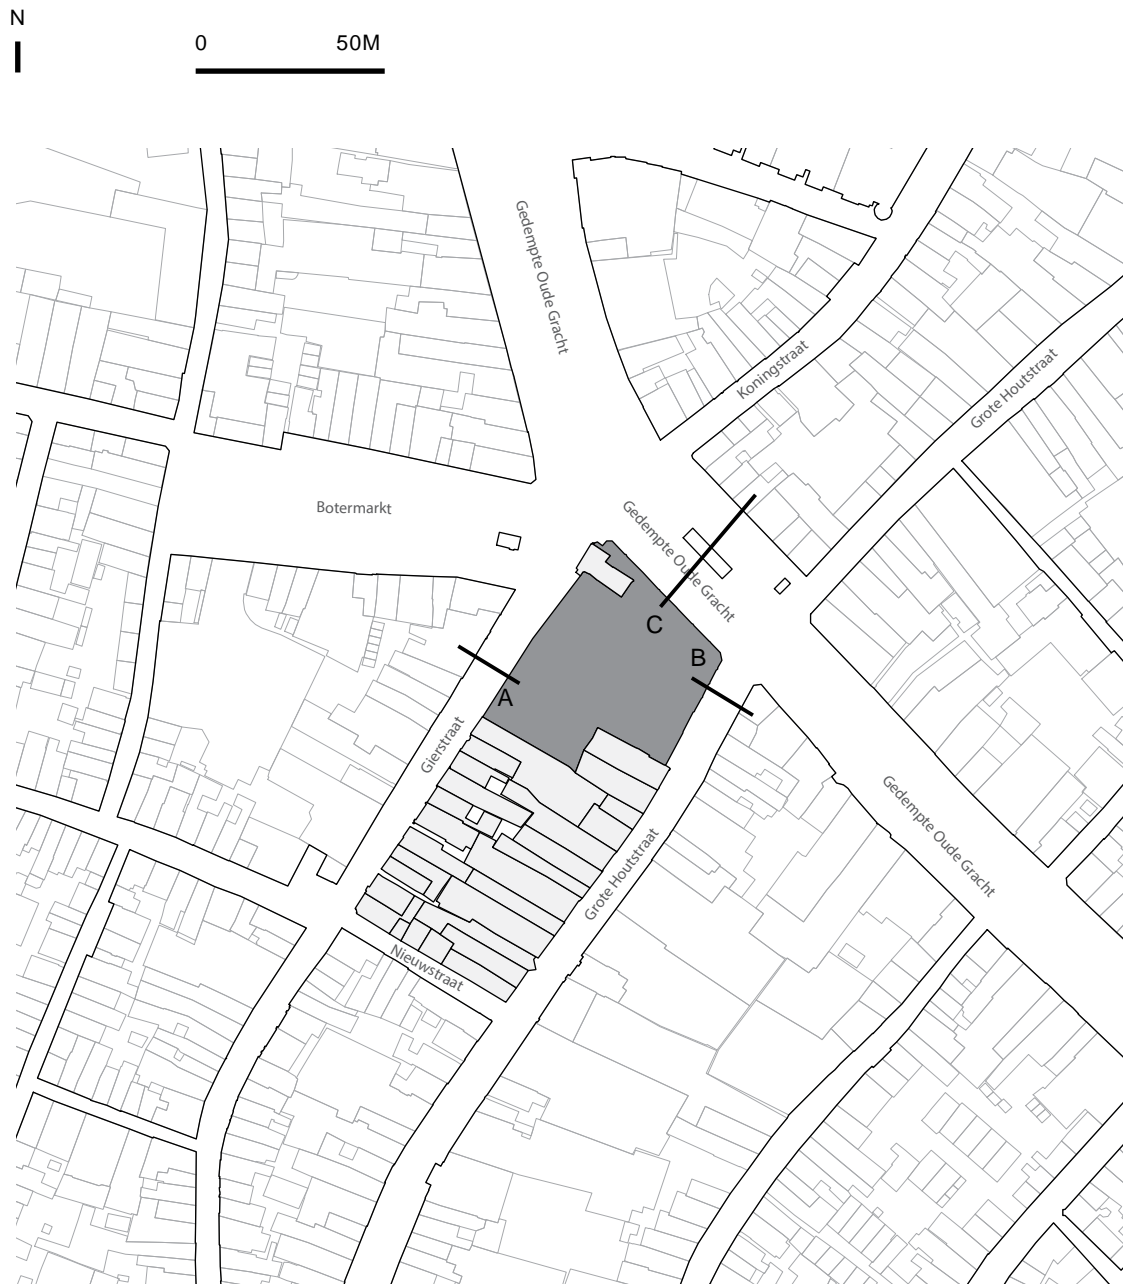 N
0 50M
Gedempte Oude Gracht
Koningstraat
Grote Houtstraat
Botermarkt
Gedempte Oude Gracht
C
B
A
Gierstraat
Gedempte Oude Gracht
Grote Houtstraat
Nieuwstraat